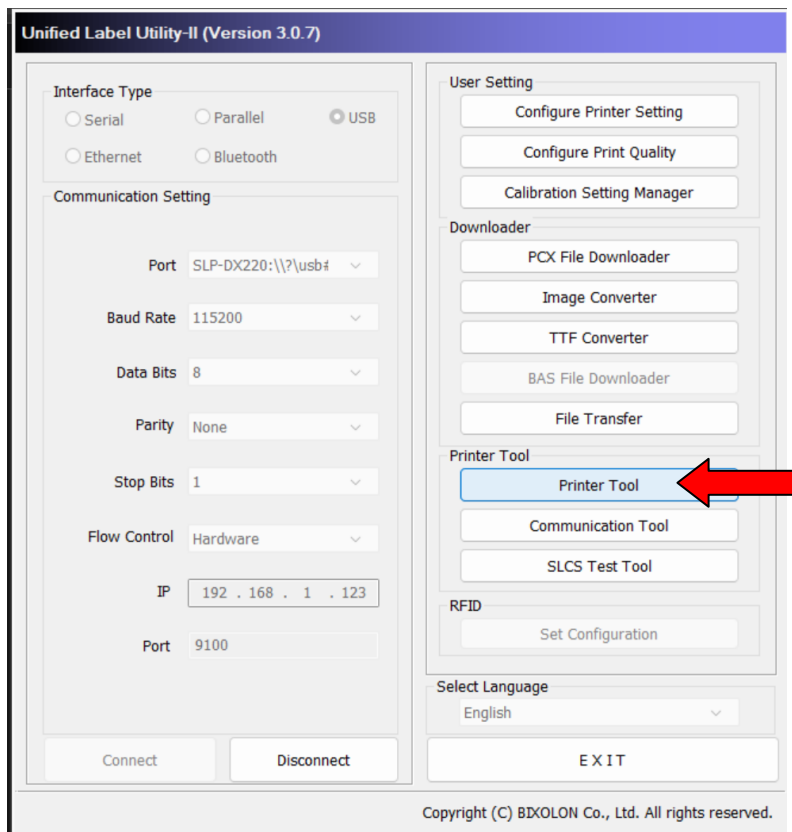 Unified Label Utility-II (Version 3.0.7)
Interface Type
Serial
Parallel
USB
Ethernet
Bluetooth
Communication Setting
Port SLP-DX220:\\?\usb#
Baud Rate 115200
Data Bits 8
Parity None
Stop Bits 1
Flow Control Hardware
IP 192 . 168 . 1 . 123
Port 9100
Connect
Disconnect
User Setting
Configure Printer Setting
Configure Print Quality
Calibration Setting Manager
Downloader
PCX File Downloader
Image Converter
TTF Converter
BAS File Downloader
File Transfer
Printer Tool
Printer Tool
Communication Tool
SLCS Test Tool
RFID
Set Configuration
Select Language
English
E X I T
Copyright (C) BIXOLON Co., Ltd. All rights reserved.